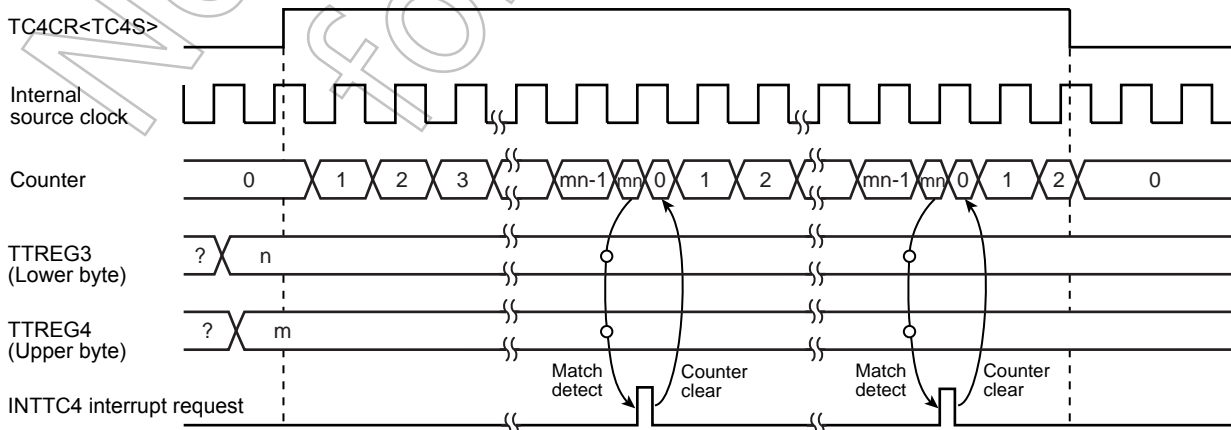 TC4CR<TC4S>
Internal
source clock
Counter
0 1 2 3 mn-1 mn 0 1 2 mn-1 mn 0 1 2 0
TTREG3
(Lower byte)
? n
TTREG4
(Upper byte)
? m
Match
detect
Counter
clear
Match
detect
Counter
clear
INTTC4 interrupt request